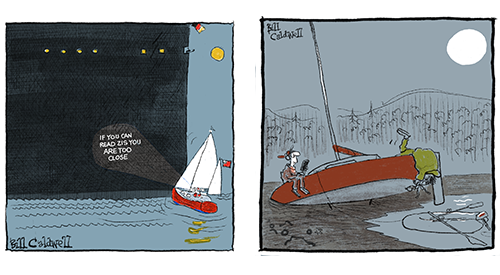 IF YOU CAN
READ ZIS YOU
ARE TOO
CLOSE
Bill Caldwell
Bill
Caldwell